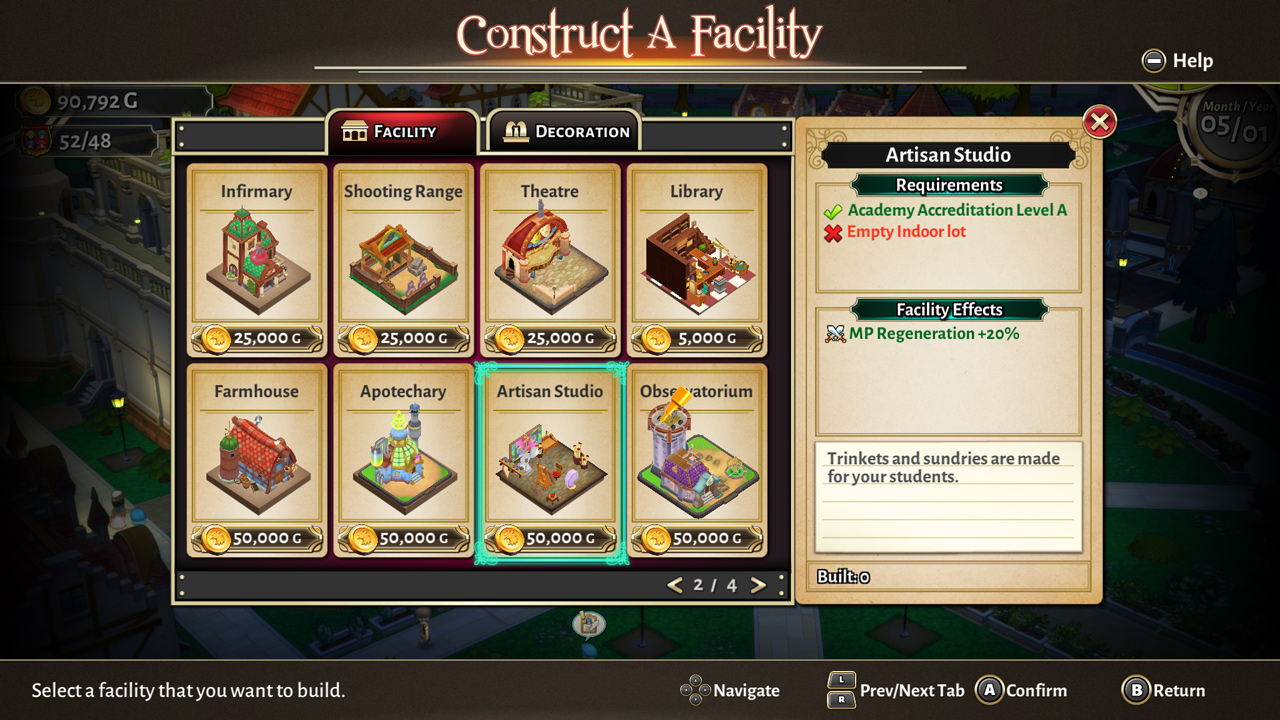 Construct A Facility
Help
90,792 G
52/48
Month/Year
05/01
Facility
Decoration
Infirmary
Shooting Range
Theatre
Library
25,000 G
25,000 G
25,000 G
5,000 G
Farmhouse
Apotechary
Artisan Studio
Observatorium
50,000 G
50,000 G
50,000 G
50,000 G
2 / 4
Artisan Studio
Requirements
Academy Accreditation Level A
Empty Indoor lot
Facility Effects
MP Regeneration +20%
Trinkets and sundries are made
for your students.
Built: 0
Select a facility that you want to build.
Navigate
L
R
Prev/Next Tab
A
Confirm
B
Return